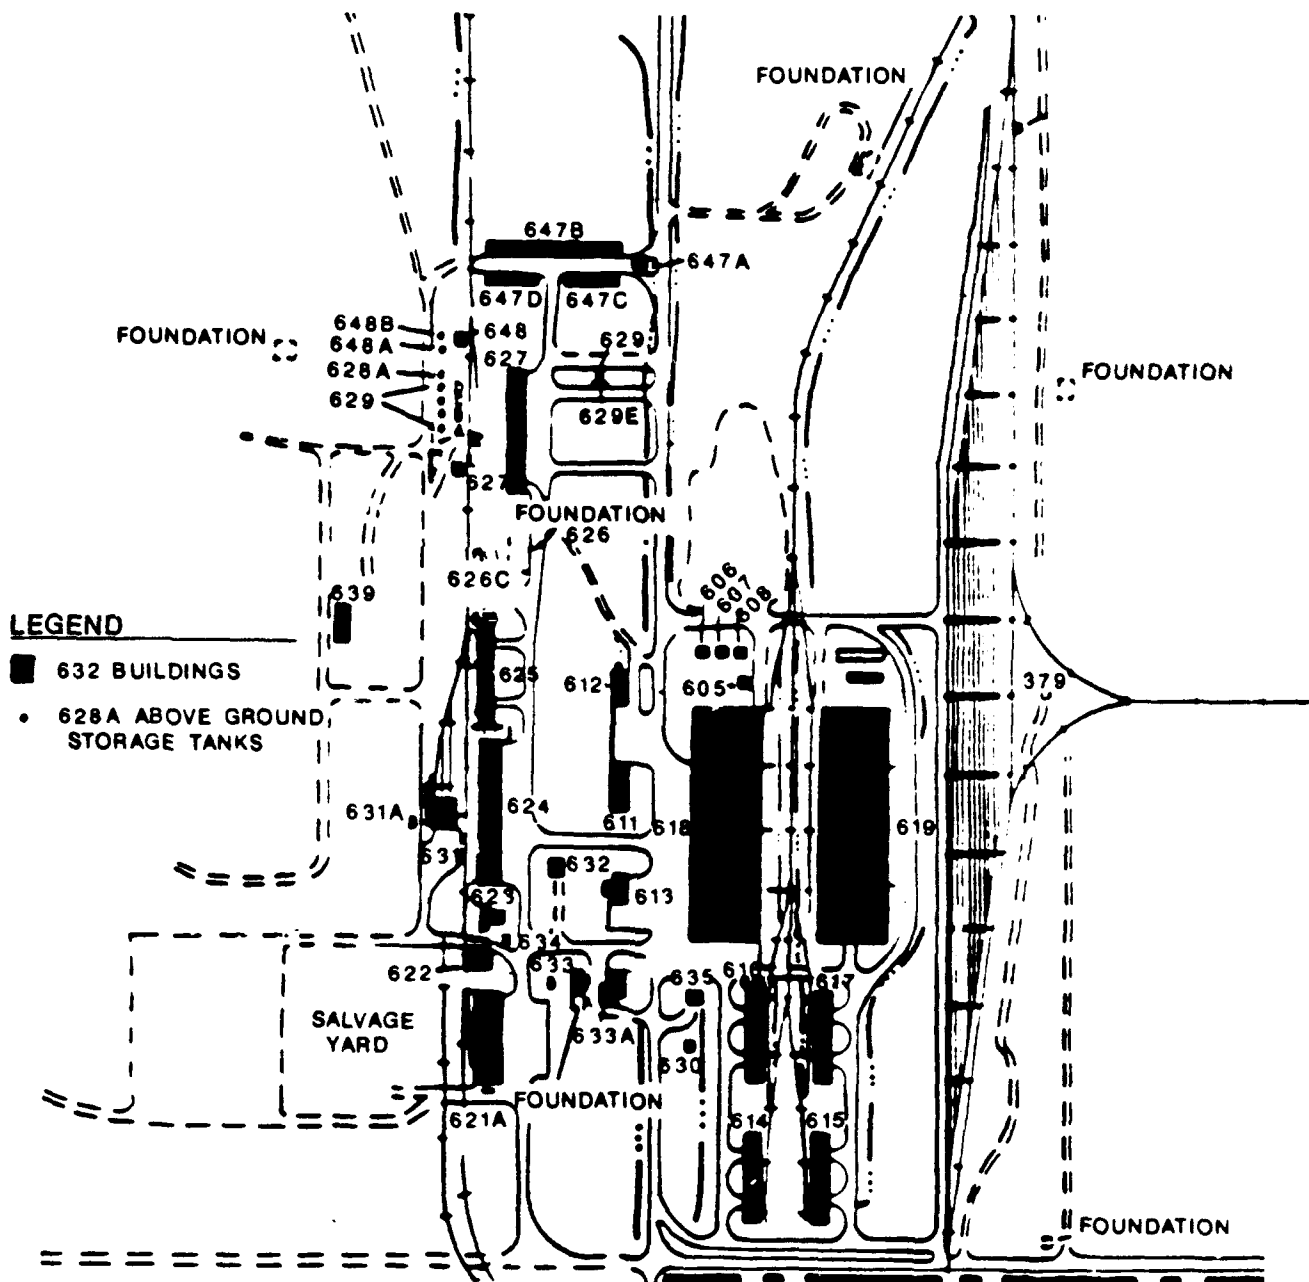 FOUNDATION
647B
647A
647D
647C
648B
648
FOUNDATION
648A
629
627
628A
FOUNDATION
629
629E
627
FOUNDATION
626
626C
606
607
608
639
LEGEND
632 BUILDINGS
625
612
605
379
628A ABOVE GROUND
STORAGE TANKS
631A
624
611
618
619
631
632
623
613
634
622
633
635
616
617
SALVAGE
YARD
633A
630
FOUNDATION
621A
614
615
FOUNDATION